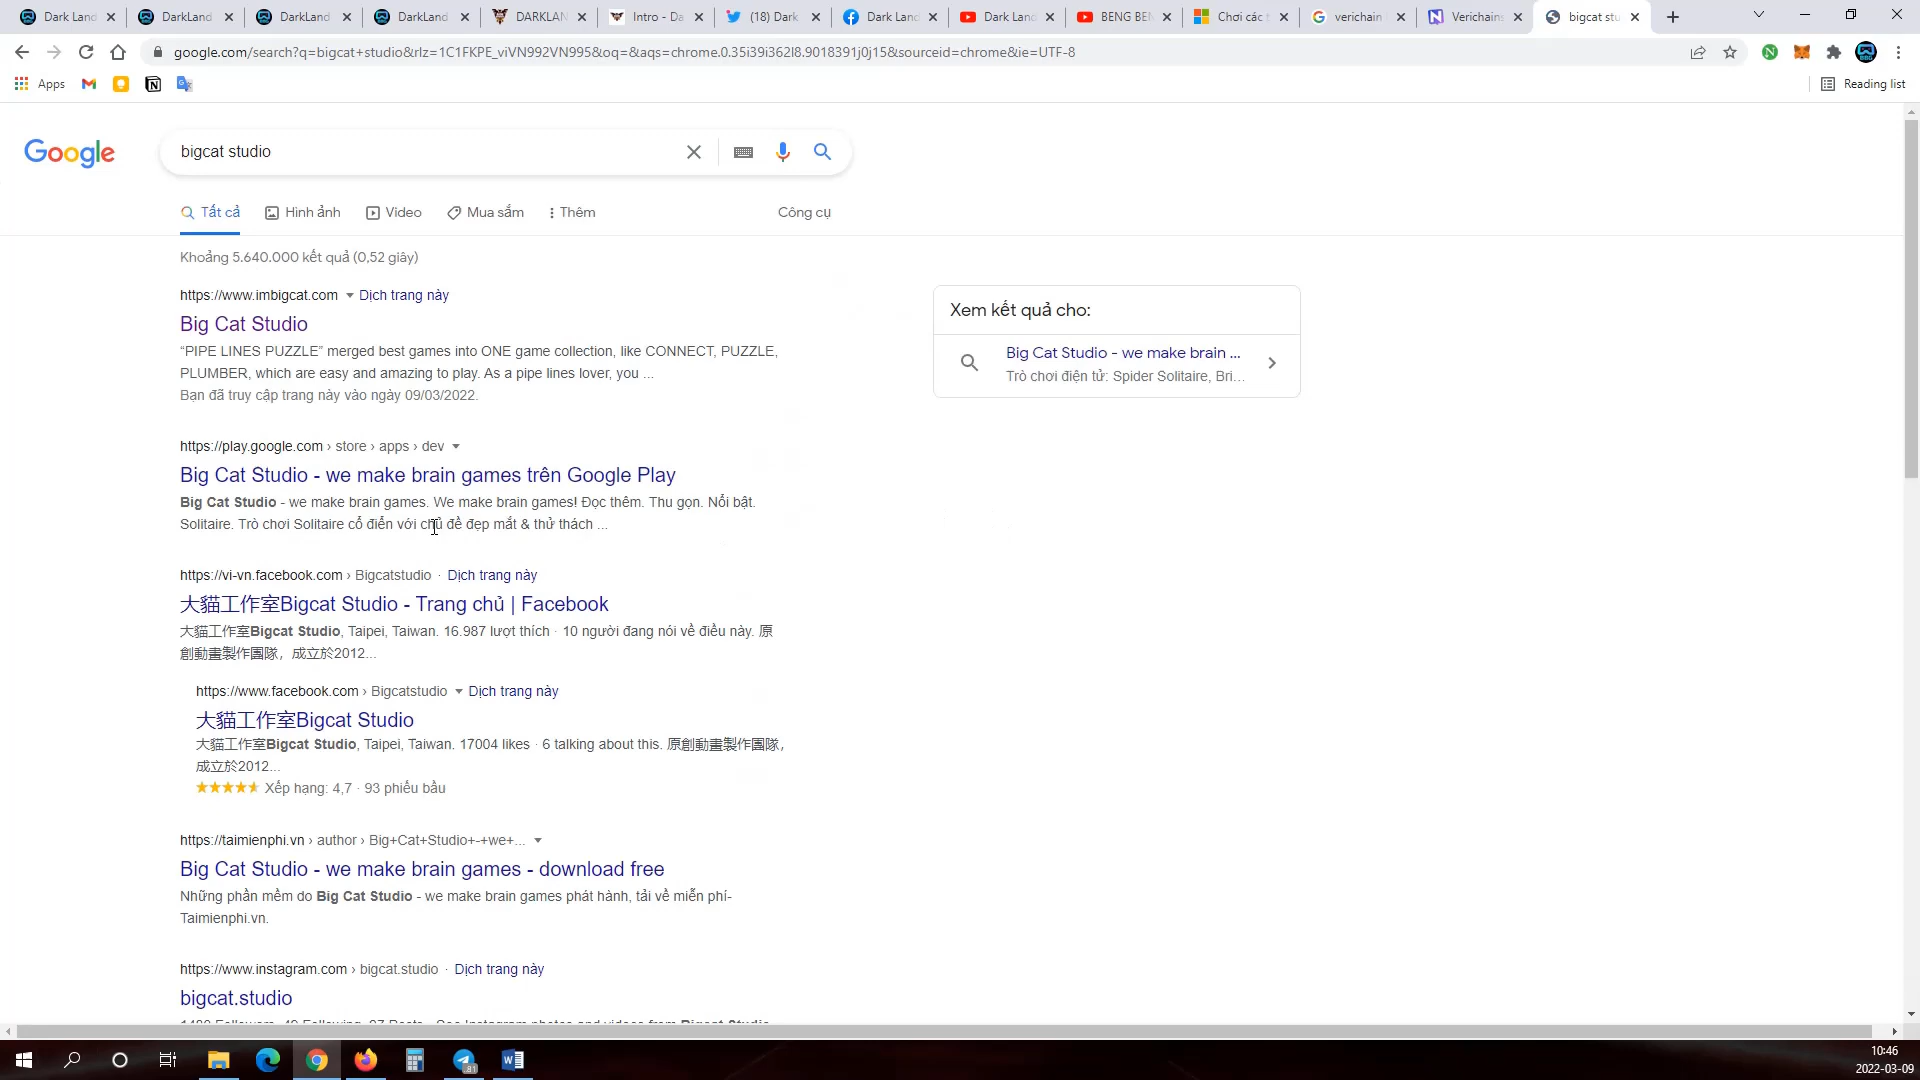 Dark Land
DarkLand
DarkLand
DarkLand
DARKLAN
Intro - Da
(18) Dark
Dark Land
Dark Land
BENG BEN
Chơi các t
verichain
Verichains
bigcat stu
google.com/search?q=bigcat+studio&rlz=1C1FKPE_viVN992VN995&oq=&aqs=chrome.0.35i39i362l8.9018391j0j15&sourceid=chrome&ie=UTF-8
Apps
Reading list
Google
bigcat studio
Tất cả
Hình ảnh
Video
Mua sắm
Thêm
Công cụ
Khoảng 5.640.000 kết quả (0,52 giây)
https://www.imbigcat.com Dịch trang này
Big Cat Studio
“PIPE LINES PUZZLE” merged best games into ONE game collection, like CONNECT, PUZZLE,
PLUMBER, which are easy and amazing to play. As a pipe lines lover, you ...
Bạn đã truy cập trang này vào ngày 09/03/2022.
Xem kết quả cho:
Big Cat Studio - we make brain ...
Trò chơi điện tử: Spider Solitaire, Bri...
https://play.google.com › store › apps › dev
Big Cat Studio - we make brain games trên Google Play
Big Cat Studio - we make brain games. We make brain games! Đọc thêm. Thu gọn. Nổi bật.
Solitaire. Trò chơi Solitaire cổ điển với chủ đề đẹp mắt & thử thách ...
https://vi-vn.facebook.com › Bigcatstudio · Dịch trang này
大貓工作室Bigcat Studio - Trang chủ | Facebook
大貓工作室Bigcat Studio, Taipei, Taiwan. 16.987 lượt thích · 10 người đang nói về điều này. 原
創動畫製作團隊，成立於2012...
https://www.facebook.com › Bigcatstudio Dịch trang này
大貓工作室Bigcat Studio
大貓工作室Bigcat Studio, Taipei, Taiwan. 17004 likes · 6 talking about this. 原創動畫製作團隊，
成立於2012...
Xếp hạng: 4,7 · 93 phiếu bầu
https://taimienphi.vn › author › Big+Cat+Studio+-+we+...
Big Cat Studio - we make brain games - download free
Những phần mềm do Big Cat Studio - we make brain games phát hành, tải về miễn phí-
Taimienphi.vn.
https://www.instagram.com › bigcat.studio · Dịch trang này
bigcat.studio
10:46
2022-03-09